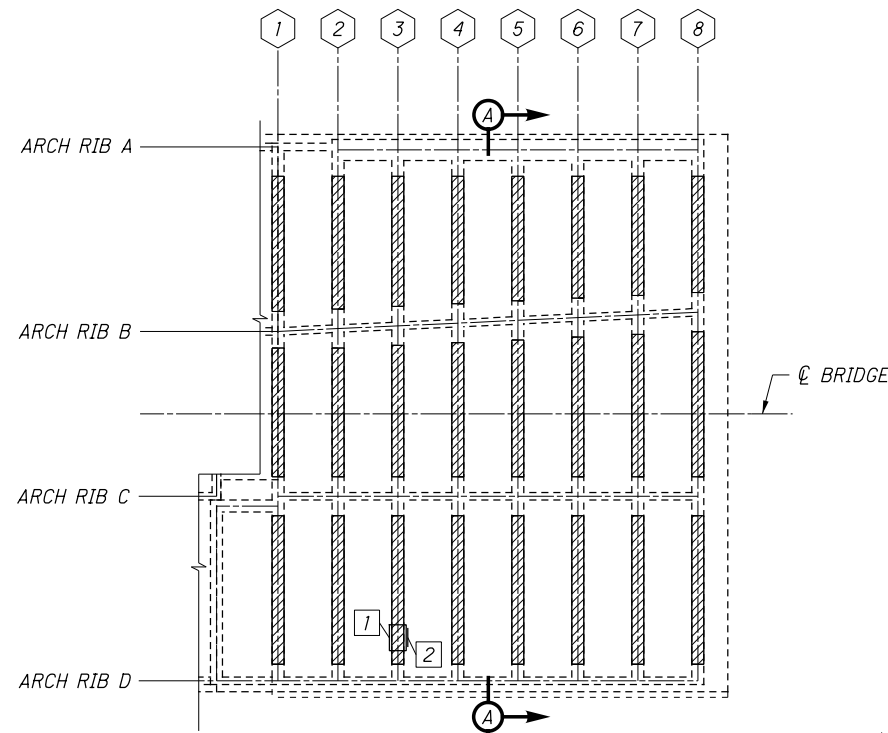 1 2 3 4 5 6 7 8
A
ARCH RIB A
ARCH RIB B
℄ BRIDGE
ARCH RIB C
1
2
ARCH RIB D
A